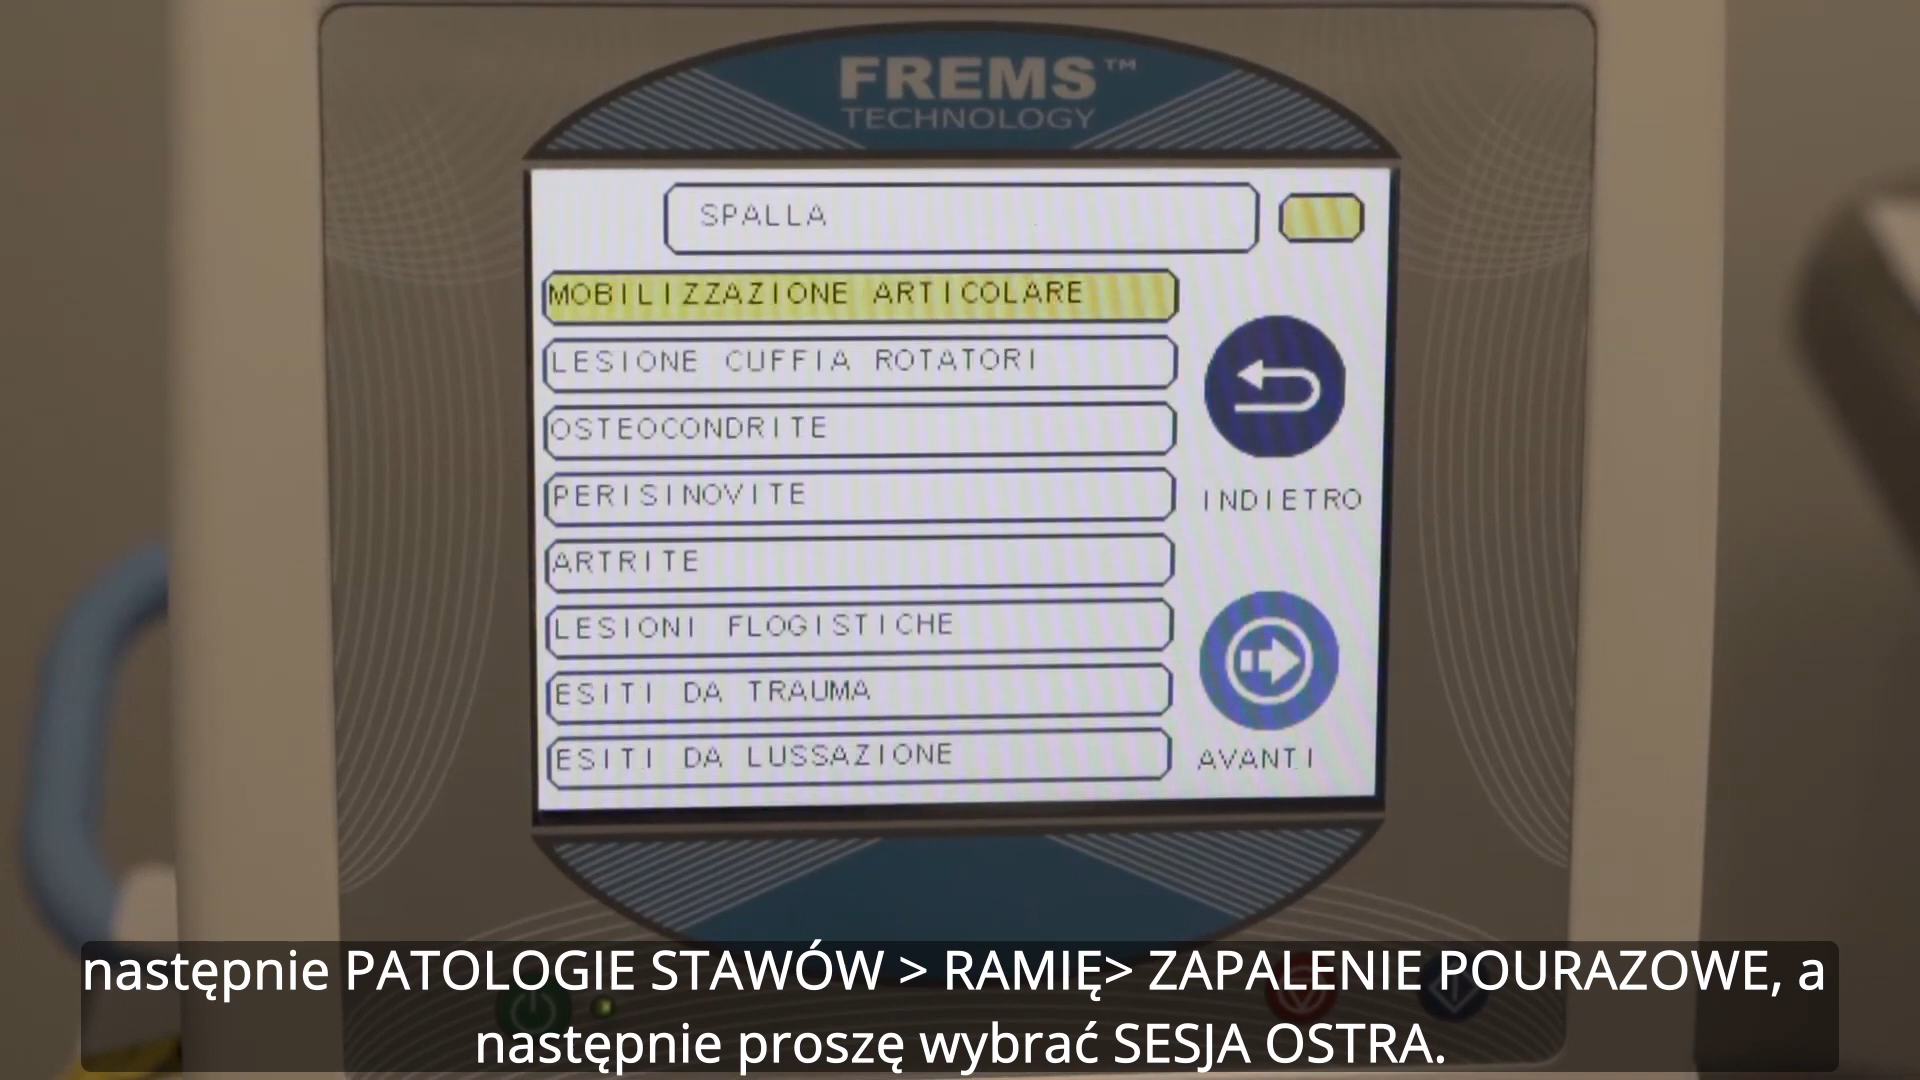 FREMS™
TECHNOLOGY
SPALLA
MOBILIZZAZIONE ARTICOLARE
LESIONE CUFFIA ROTATORI
OSTEOCONDRITE
PERISINOVITE
INDIETRO
ARTRITE
LESIONI FLOGISTICHE
ESITI DA TRAUMA
ESITI DA LUSSAZIONE
AVANTI
następnie PATOLOGIE STAWÓW > RAMIĘ> ZAPALENIE POURAZOWE, a
następnie proszę wybrać SESJA OSTRA.